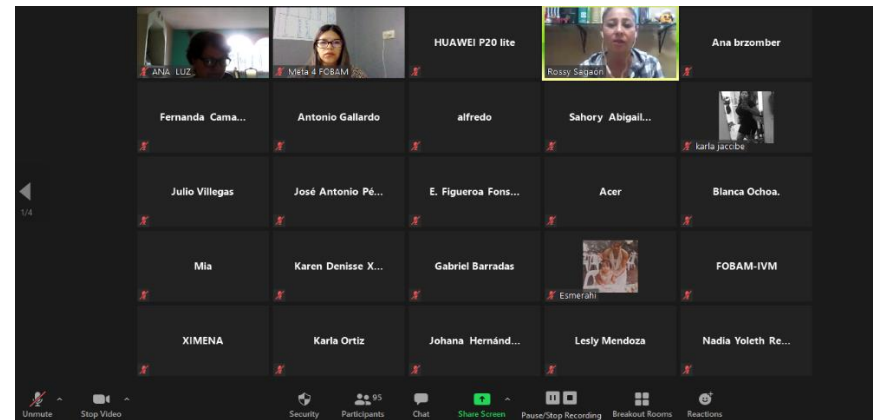 ANA LUZ
Meta 4 FOBAM
HUAWEI P20 lite
Rossy Sagaon
Ana brzomber
Fernanda Cama...
Antonio Gallardo
alfredo
Sahory Abigail...
karla jaccibe
Julio Villegas
José Antonio Pé...
E. Figueroa Fons...
Acer
Blanca Ochoa.
1/4
Mia
Karen Denisse X...
Gabriel Barradas
Esmerahi
FOBAM-IVM
XIMENA
Karla Ortiz
Johana Hernánd...
Lesly Mendoza
Nadia Yoleth Re...
Unmute
Stop Video
Security
Participants
95
Chat
Share Screen
Pause/Stop Recording
Breakout Rooms
Reactions